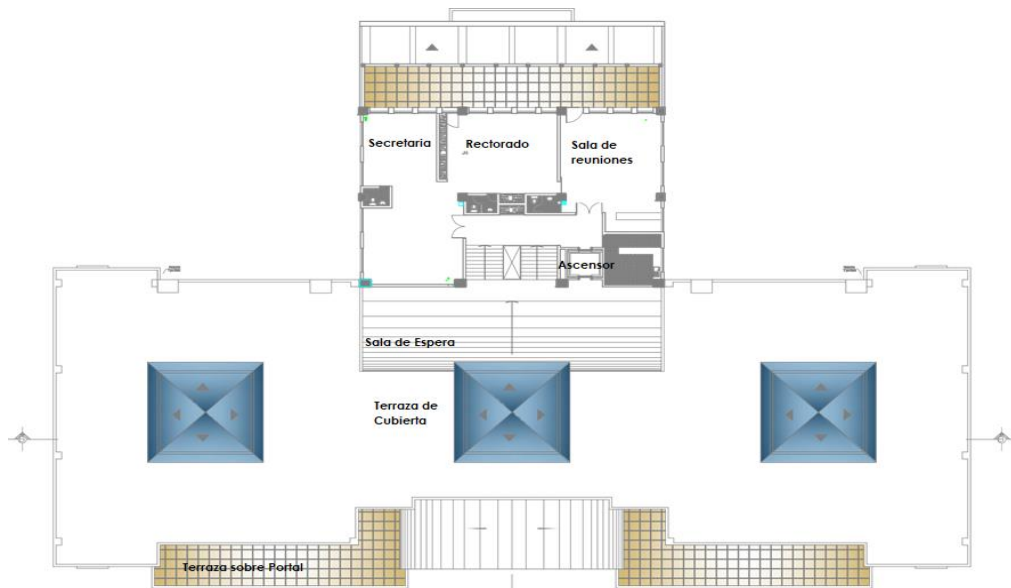 Secretaria
Rectorado
Sala de
reuniones
Ascensor
Sala de Espera
Terraza de
Cubierta
Terraza sobre Portal